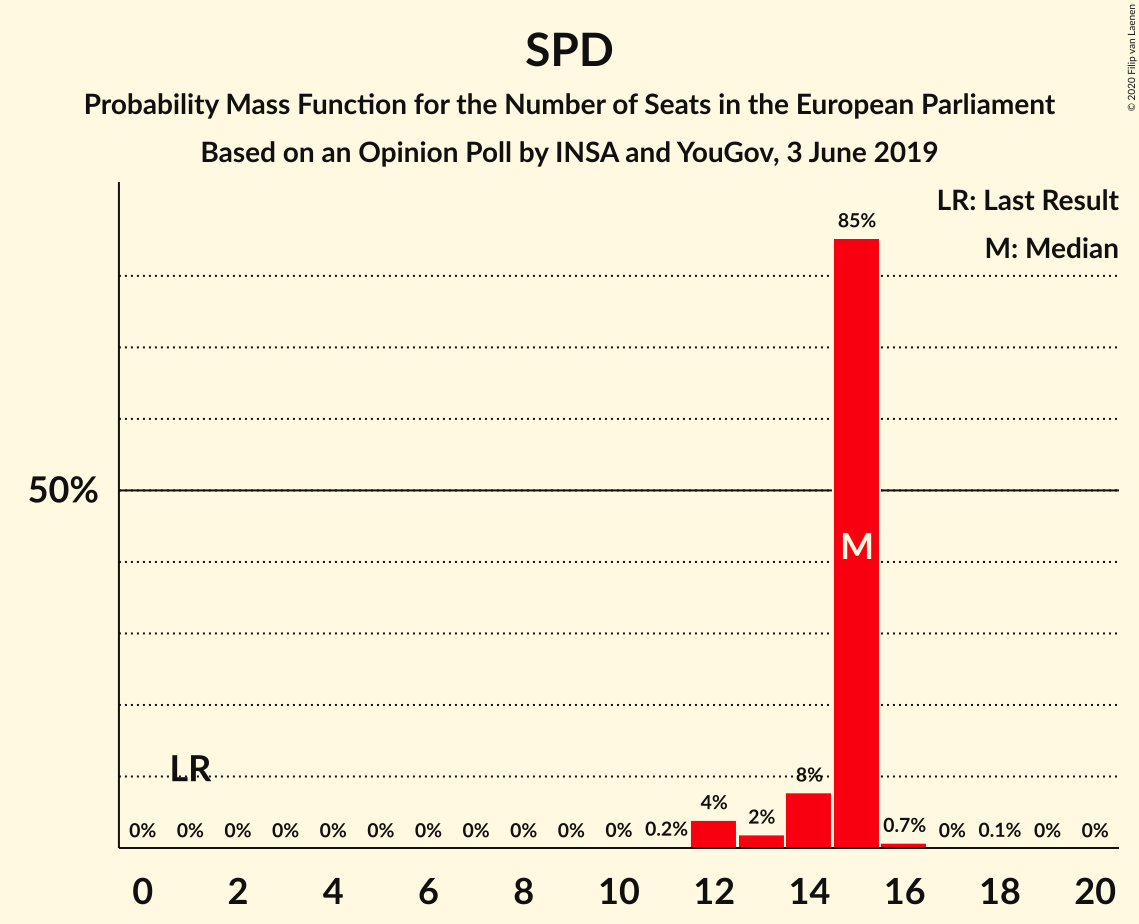 SPD
Probability Mass Function for the Number of Seats in the European Parliament
Based on an Opinion Poll by INSA and YouGov, 3 June 2019
© 2020 Filip van Laenen
LR: Last Result
M: Median
85%
50%
M
LR
8%
4%
2%
0% 0% 0% 0% 0% 0% 0% 0% 0% 0% 0% 0.2% 0.7% 0% 0.1% 0% 0%
0 2 4 6 8 10 12 14 16 18 20